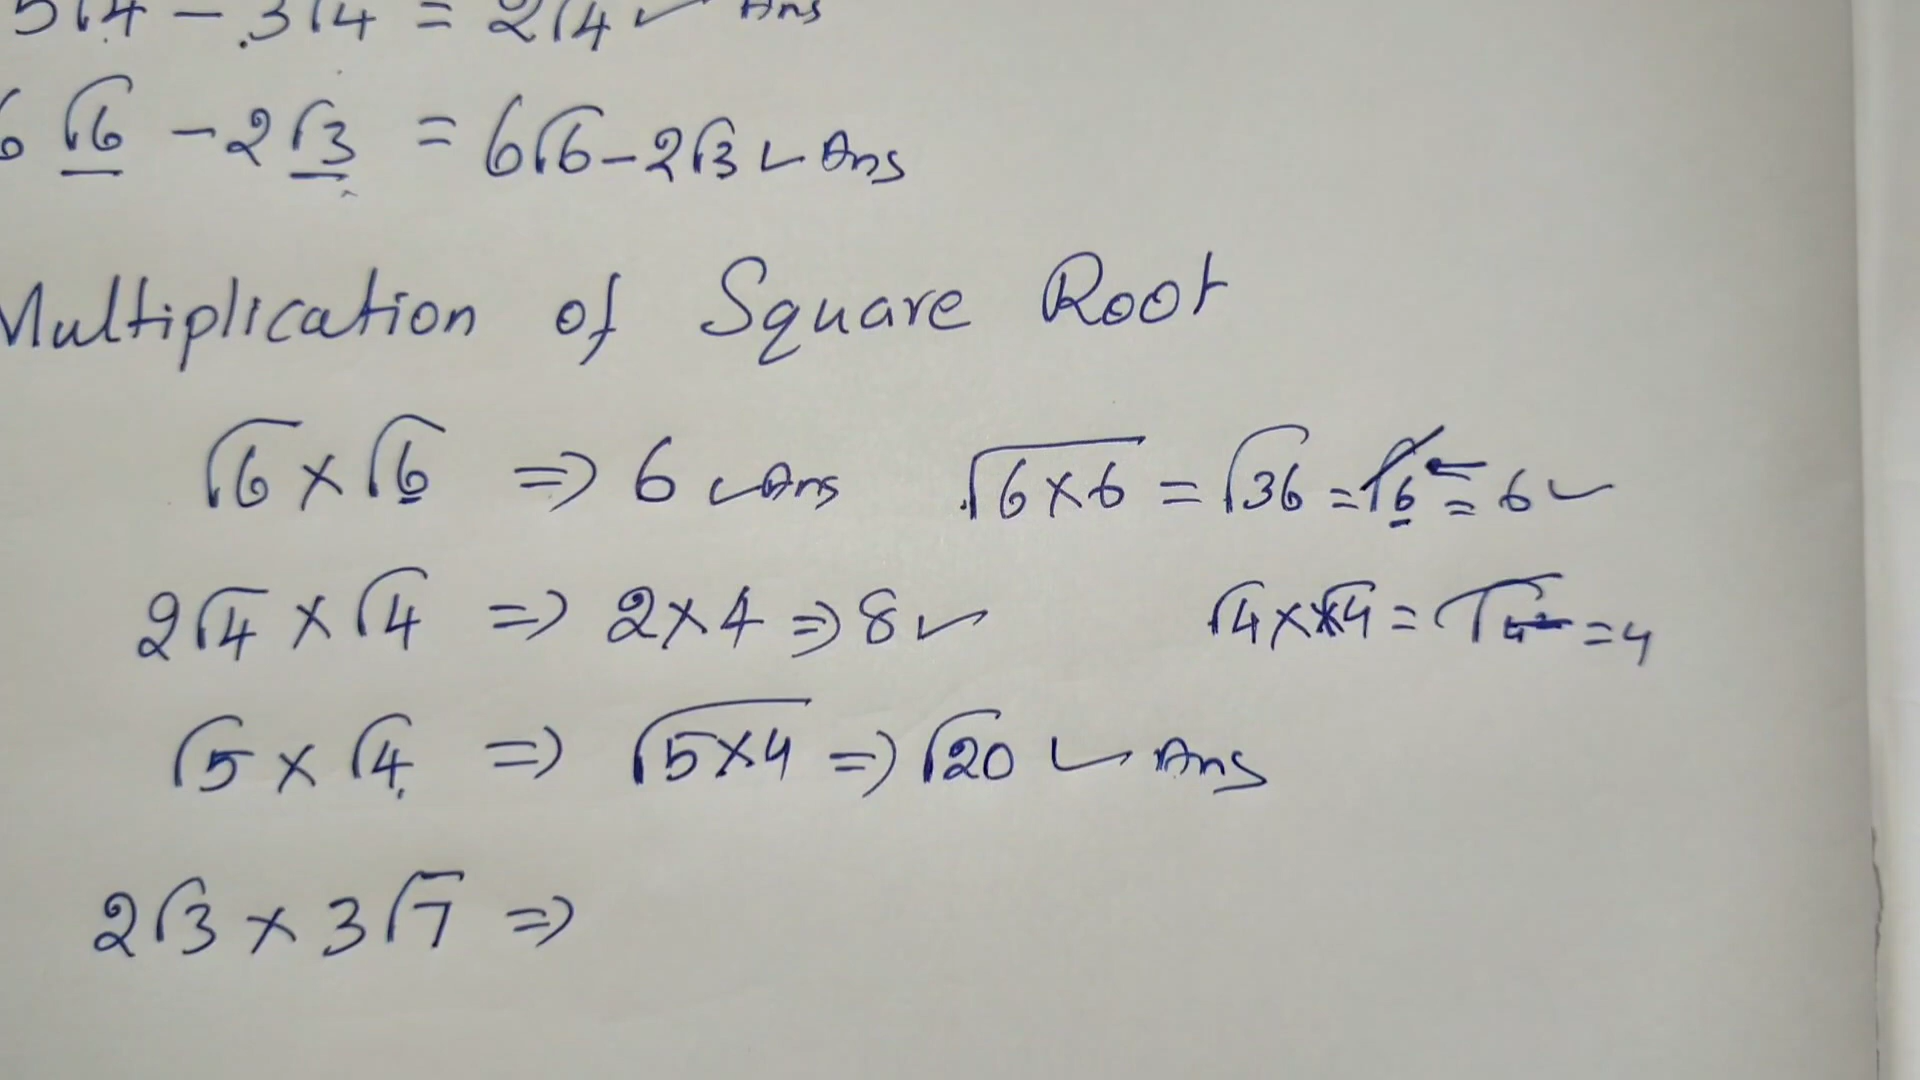 5√4 - 3√4 = 2√4 ✓ Ans
6√6 - 2√3 = 6√6 - 2√3 ✓ Ans
Multiplication of Square Root
√6 × √6 ⇒ 6 ✓ Ans √6×6 = √36 = √6² = 6 ✓
2√4 × √4 ⇒ 2×4 ⇒ 8 ✓ √4 × ×√4 = √4² = 4
√5 × √4 ⇒ √5×4 ⇒ √20 ✓ Ans
2√3 × 3√7 ⇒